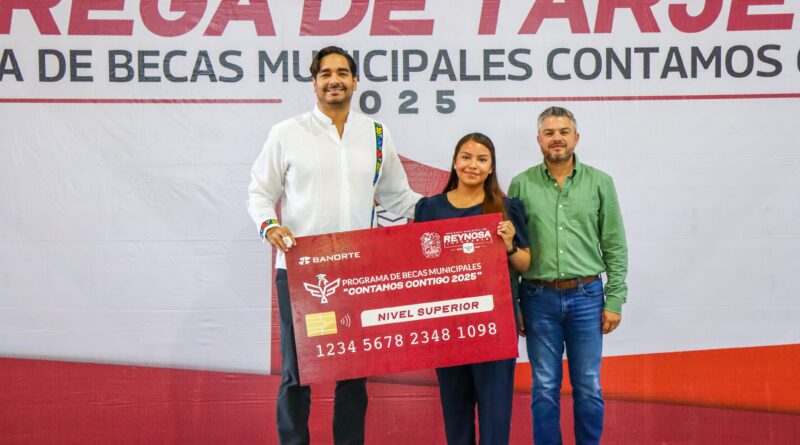 REGA DE TARJE
A DE BECAS MUNICIPALES CONTAMOS
2025
BANORTE
REYNOSA
PROGRAMA DE BECAS MUNICIPALES
"CONTAMOS CONTIGO 2025"
NIVEL SUPERIOR
1234 5678 2348 1098